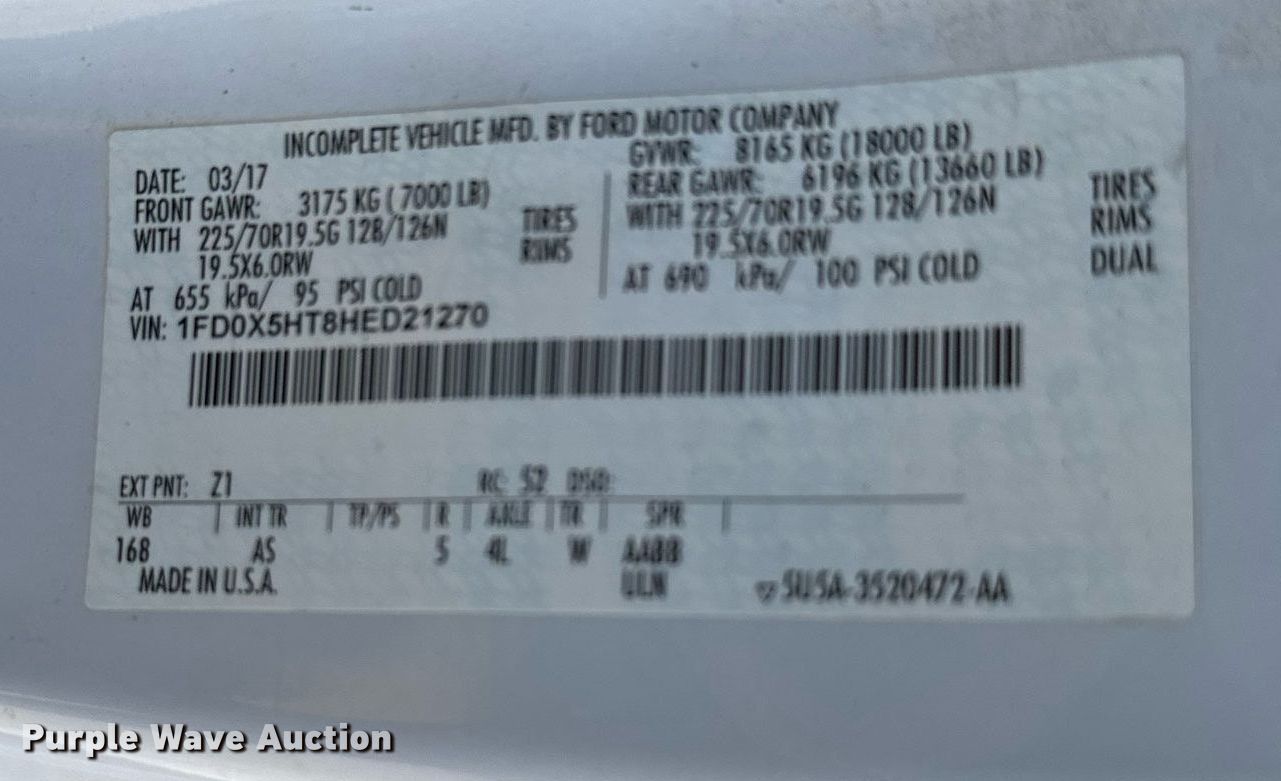 INCOMPLETE VEHICLE MFD. BY FORD MOTOR COMPANY
DATE: 03/17
FRONT GAWR: 3175 KG ( 7000 LB)
WITH 225/70R19.5G 128/126N TIRES
19.5X6.0RW RIMS
AT 655 kPa/ 95 PSI COLD
GVWR: 8165 KG (18000 LB)
REAR GAWR: 6196 KG (13660 LB)
WITH 225/70R19.5G 128/126N TIRES
19.5X6.0RW RIMS
AT 690 kPa/ 100 PSI COLD DUAL
VIN: 1FD0X5HT8HED21270
EXT PNT: Z1 RC: 52 DSO:
WB | INT TR | TP/PS | R | AXLE | TR | SPR |
168 AS 5 4L W AABB
MADE IN U.S.A. 5U5A-3520472-AA
Purple Wave Auction